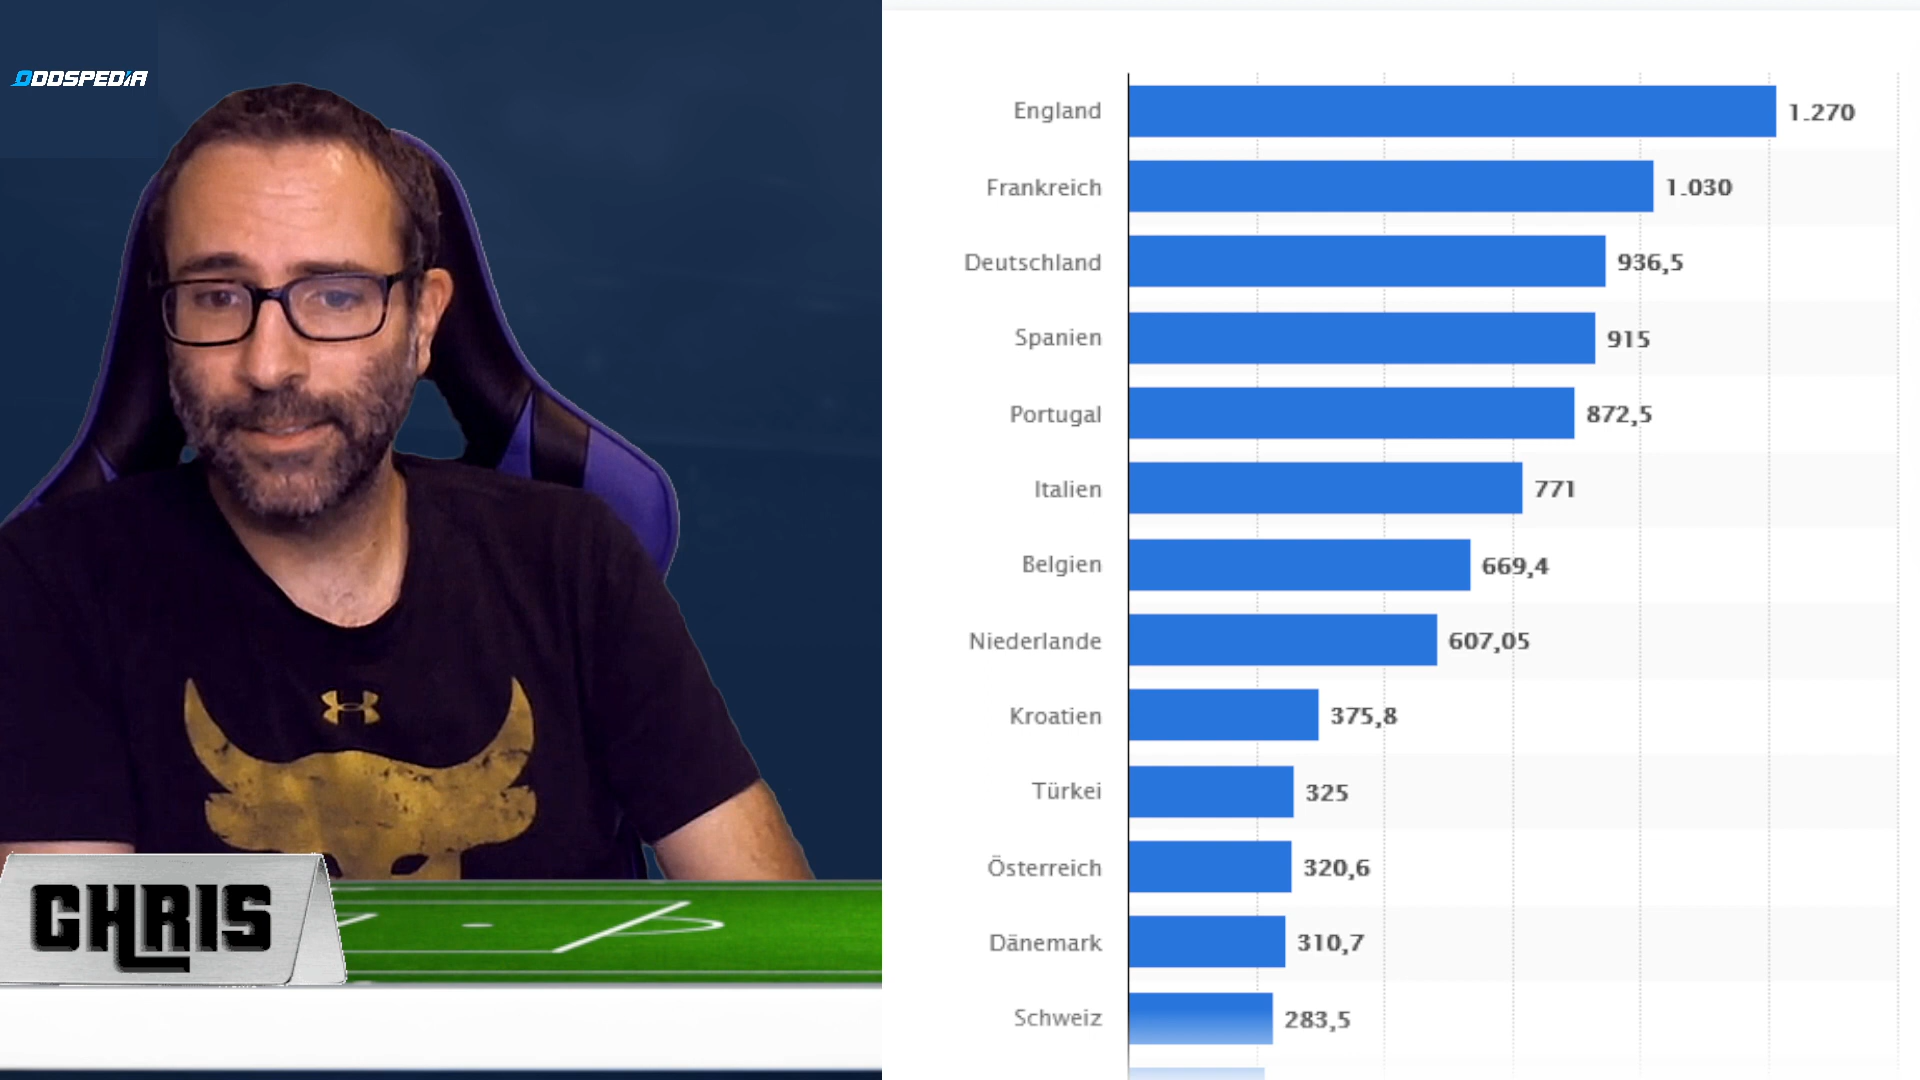 ODDSPEDIA
CHRIS
England 1.270
Frankreich 1.030
Deutschland 936,5
Spanien 915
Portugal 872,5
Italien 771
Belgien 669,4
Niederlande 607,05
Kroatien 375,8
Türkei 325
Österreich 320,6
Dänemark 310,7
Schweiz 283,5